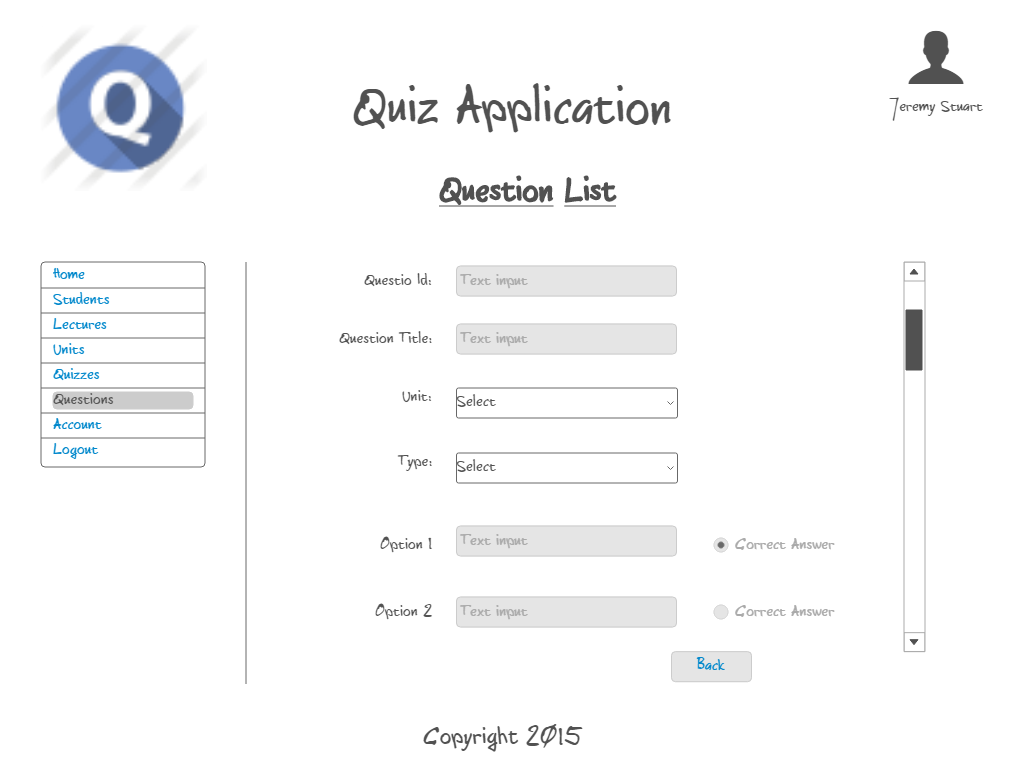 Q
Jeremy Stuart
Quiz Application
Question List
Home
Students
Lectures
Units
Quizzes
Questions
Account
Logout
Questio Id: Text input
Question Title: Text input
Unit: Select
Type: Select
Option 1 Text input Correct Answer
Option 2 Text input Correct Answer
Back
Copyright 2015